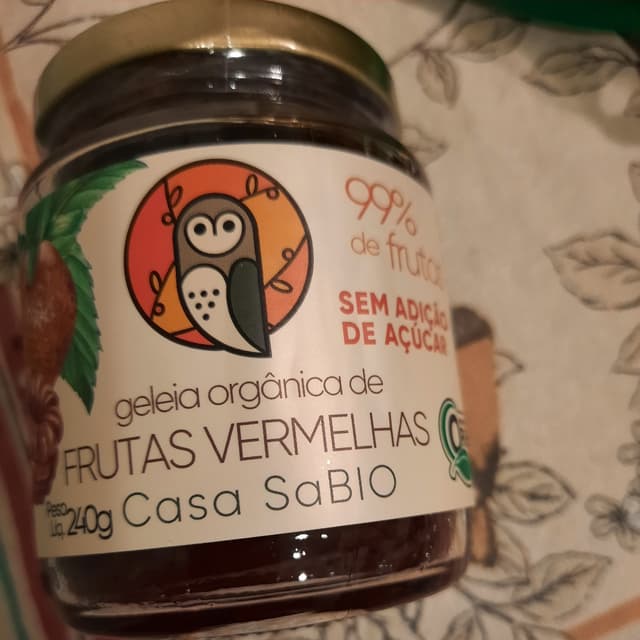 99%
de frutas
SEM ADIÇÃO
DE AÇÚCAR
geleia orgânica de
FRUTAS VERMELHAS
Casa SaBIO
Peso
Líq. 240g